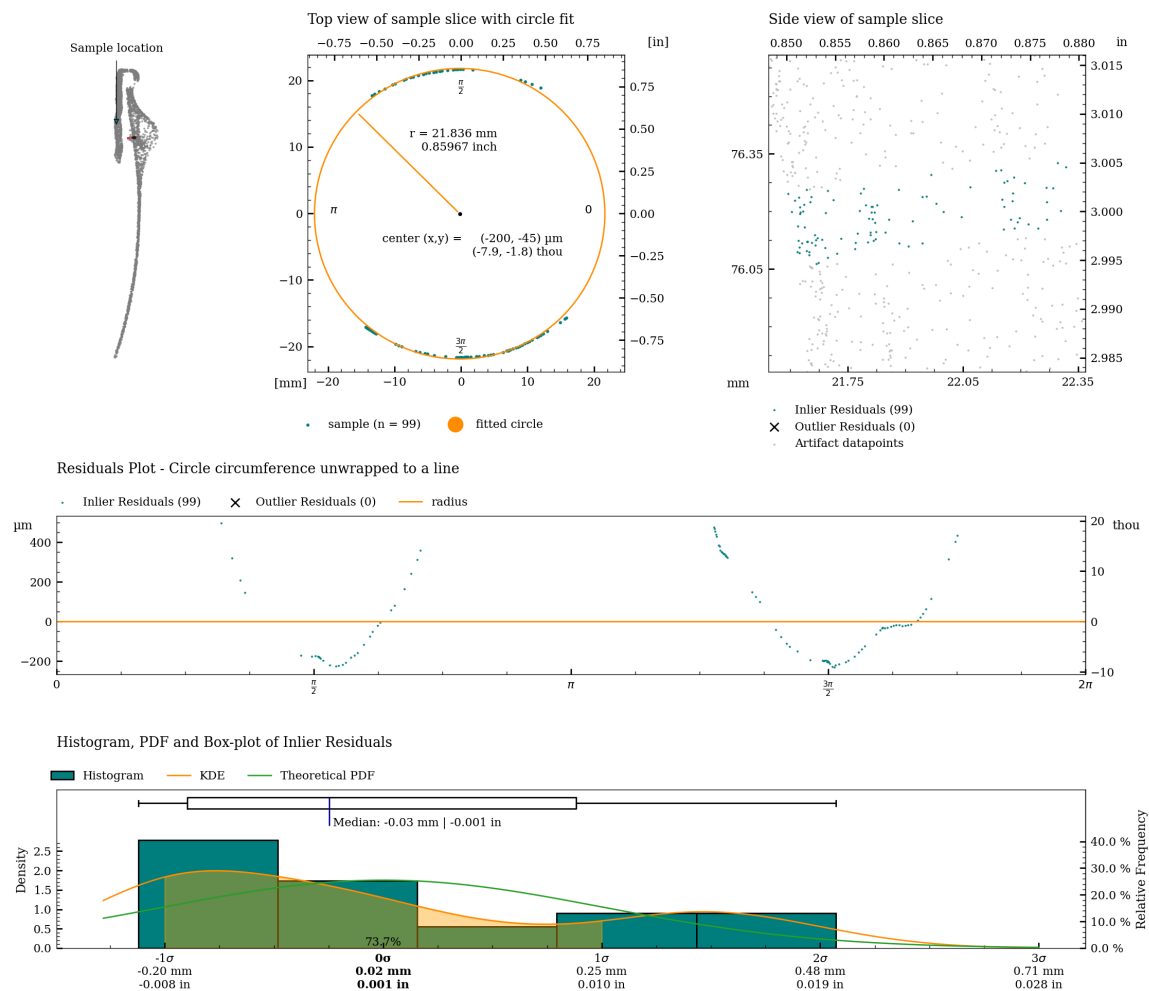 Top view of sample slice with circle fit
Side view of sample slice
Sample location
−0.75 −0.50 −0.25 0.00 0.25 0.50 0.75 [in]
0.850 0.855 0.860 0.865 0.870 0.875 0.880 in
20
10
0
−10
−20
[mm]
−20 −10 0 10 20
0.75
0.50
0.25
0.00
−0.25
−0.50
−0.75
π/2
r = 21.836 mm
0.85967 inch
π
0
center (x,y) = (-200, -45) µm
(-7.9, -1.8) thou
3π/2
sample (n = 99)
fitted circle
76.35
76.05
3.015
3.010
3.005
3.000
2.995
2.990
2.985
mm
21.75 22.05 22.35
Inlier Residuals (99)
Outlier Residuals (0)
Artifact datapoints
Residuals Plot - Circle circumference unwrapped to a line
Inlier Residuals (99)
Outlier Residuals (0)
radius
µm
400
200
0
−200
thou
20
10
0
−10
0 π/2 π 3π/2 2π
Histogram, PDF and Box-plot of Inlier Residuals
Histogram
KDE
Theoretical PDF
Median: -0.03 mm | -0.001 in
Density
2.5
2.0
1.5
1.0
0.5
0.0
40.0 %
30.0 %
20.0 %
10.0 %
0.0 %
Relative Frequency
73.7%
-1σ 0σ 1σ 2σ 3σ
-0.20 mm 0.02 mm 0.25 mm 0.48 mm 0.71 mm
-0.008 in 0.001 in 0.010 in 0.019 in 0.028 in